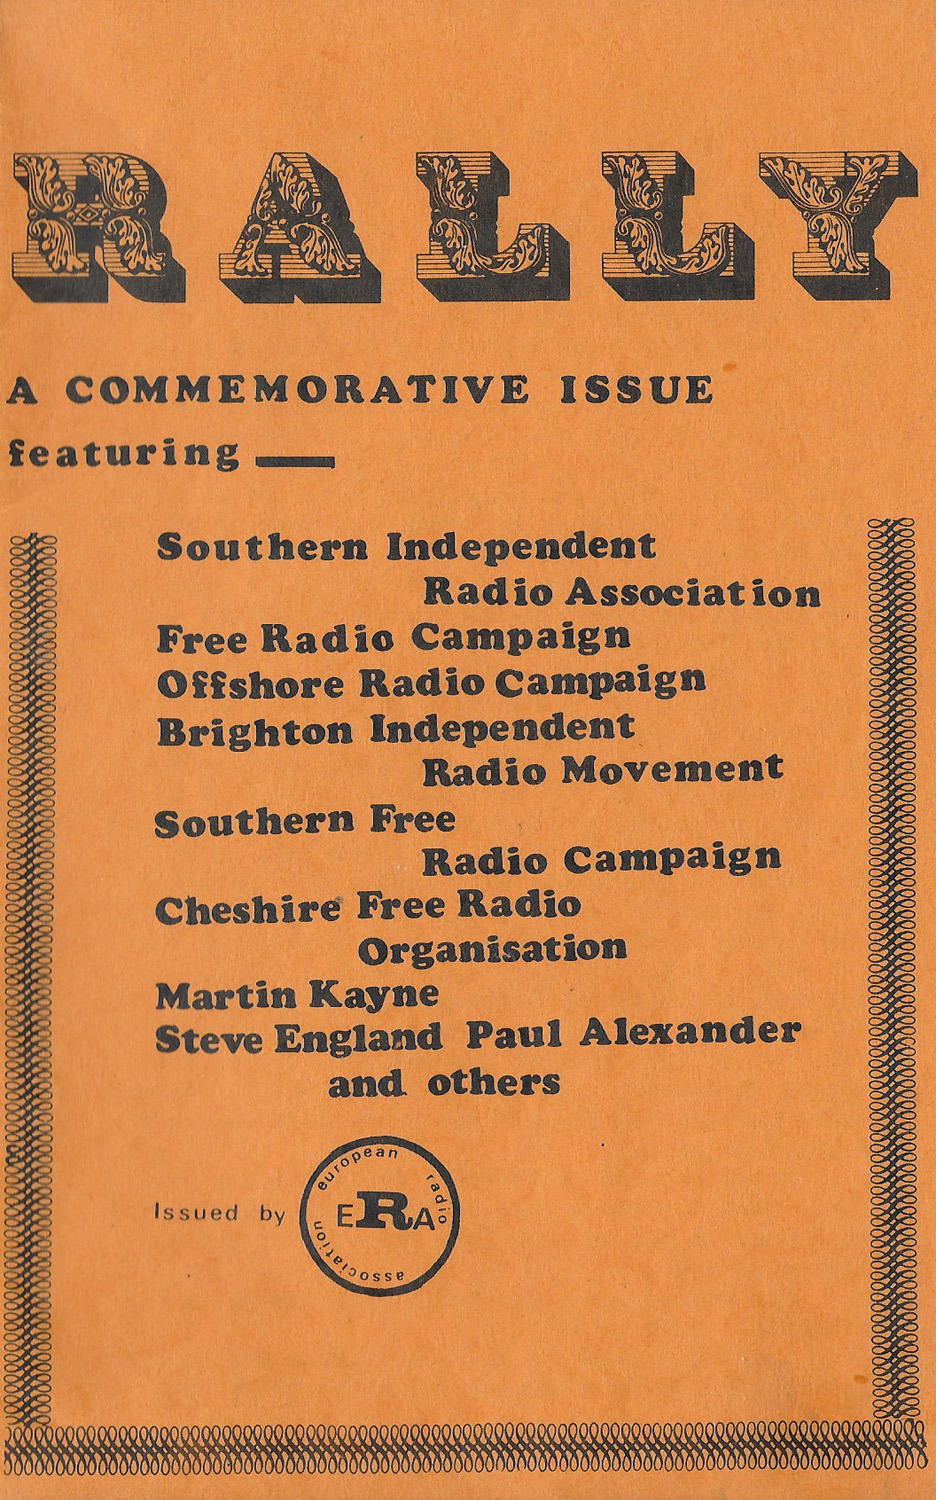 RALLY
A COMMEMORATIVE ISSUE
featuring —
Southern Independent
Radio Association
Free Radio Campaign
Offshore Radio Campaign
Brighton Independent
Radio Movement
Southern Free
Radio Campaign
Cheshire Free Radio
Organisation
Martin Kayne
Steve England Paul Alexander
and others
Issued by
european radio association
ERA